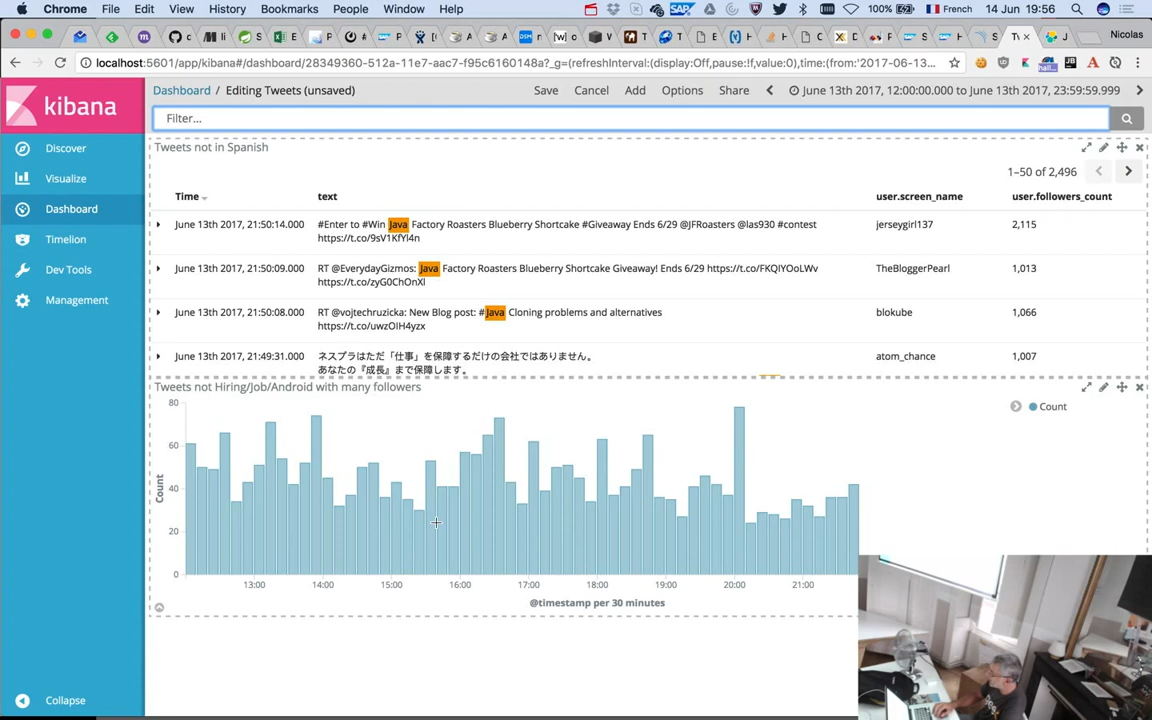 Chrome File Edit View History Bookmarks People Window Help 100% French 14 Jun 19:56
Nicolas
localhost:5601/app/kibana#/dashboard/28349360-512a-11e7-aac7-f95c6160148a?_g=(refreshInterval:(display:Off,pause:!f,value:0),time:(from:'2017-06-13...
kibana
Dashboard / Editing Tweets (unsaved) Save Cancel Add Options Share June 13th 2017, 12:00:00.000 to June 13th 2017, 23:59:59.999
Filter...
Discover
Visualize
Dashboard
Timelion
Dev Tools
Management
Collapse
Tweets not in Spanish
1–50 of 2,496
Time text user.screen_name user.followers_count
June 13th 2017, 21:50:14.000 #Enter to #Win Java Factory Roasters Blueberry Shortcake #Giveaway Ends 6/29 @JFRoasters @las930 #contest jerseygirl137 2,115
https://t.co/9sV1KfYl4n
June 13th 2017, 21:50:09.000 RT @EverydayGizmos: Java Factory Roasters Blueberry Shortcake Giveaway! Ends 6/29 https://t.co/FKQIYOoLWv TheBloggerPearl 1,013
https://t.co/zyG0ChOnXl
June 13th 2017, 21:50:08.000 RT @vojtechruzicka: New Blog post: #Java Cloning problems and alternatives blokube 1,066
https://t.co/uwzOIH4yzx
June 13th 2017, 21:49:31.000 ネスプラはただ「仕事」を保障するだけの会社ではありません。 atom_chance 1,007
あなたの『成長』まで保障します。
Tweets not Hiring/Job/Android with many followers
Count
80
60
40
20
0
Count
13:00 14:00 15:00 16:00 17:00 18:00 19:00 20:00 21:00
@timestamp per 30 minutes